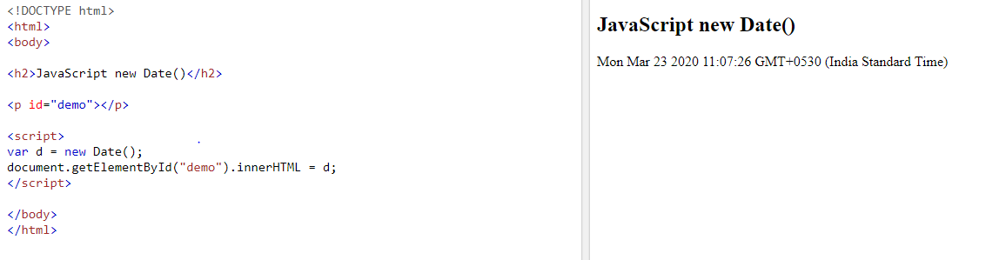 <!DOCTYPE html>
<html>
<body>
<h2>JavaScript new Date()</h2>
<p id="demo"></p>
<script>
var d = new Date();
document.getElementById("demo").innerHTML = d;
</script>
</body>
</html>
JavaScript new Date()
Mon Mar 23 2020 11:07:26 GMT+0530 (India Standard Time)